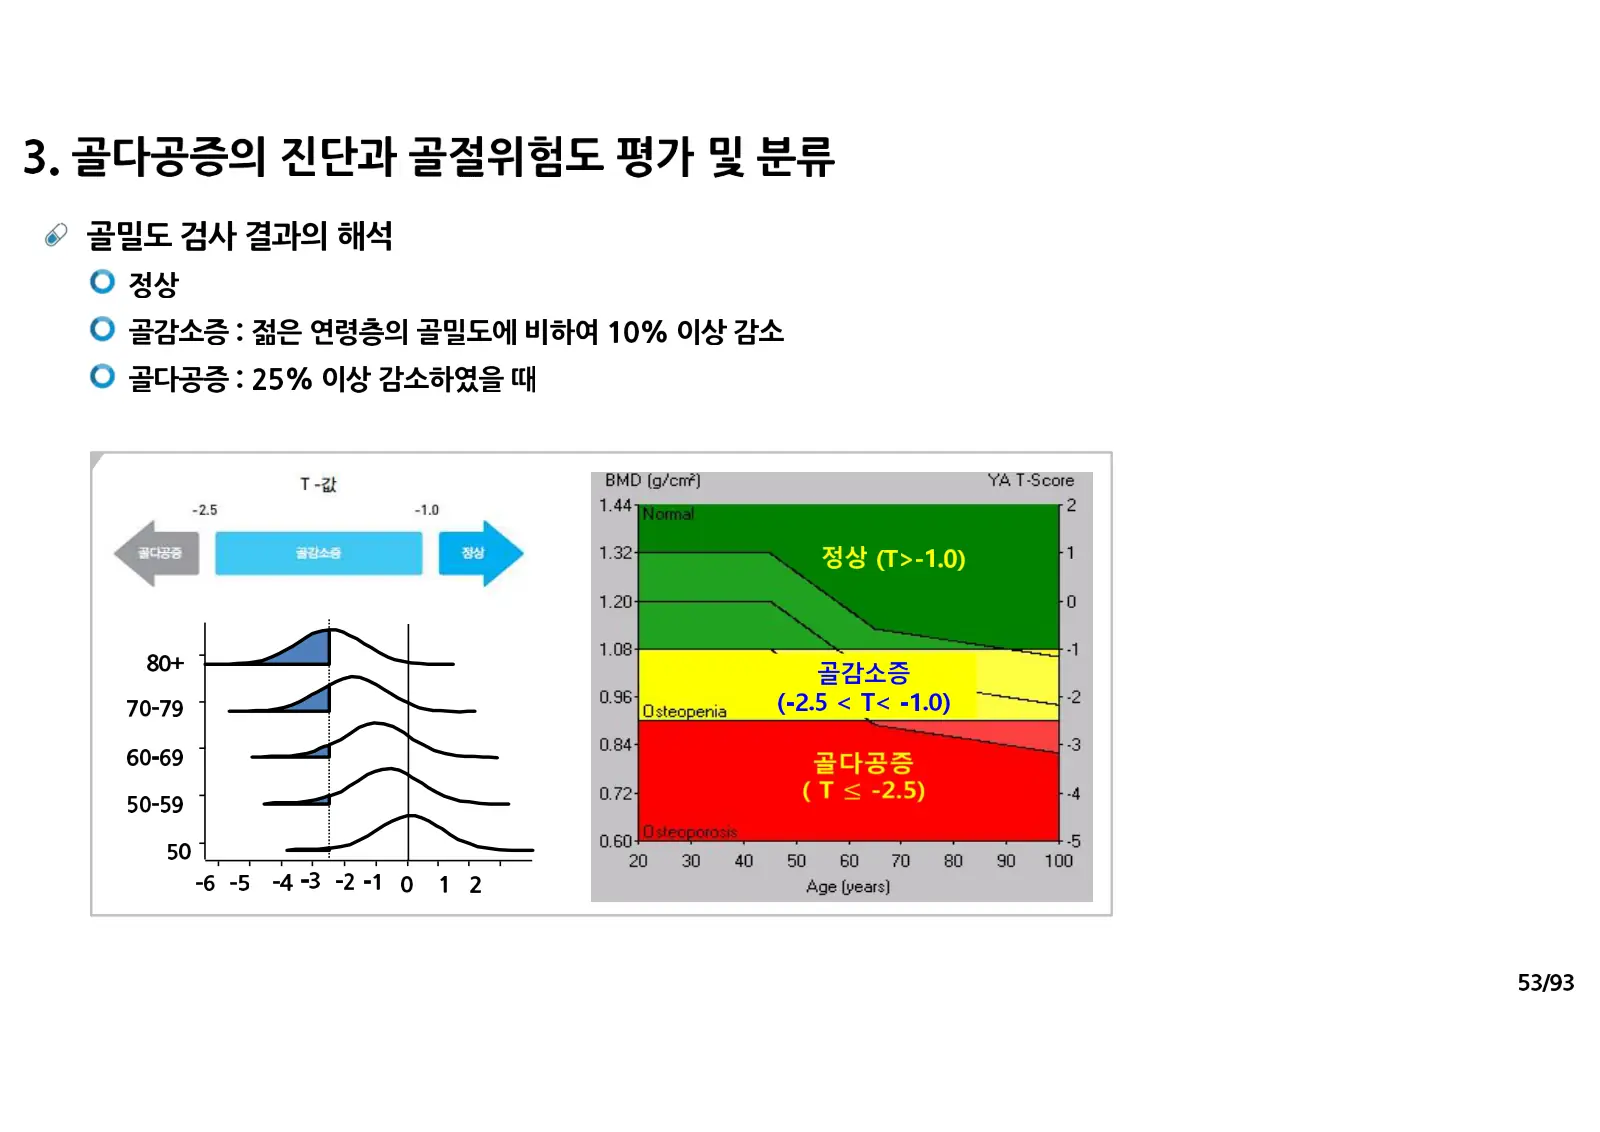 3. 골다공증의 진단과 골절위험도 평가 및 분류
골밀도 검사 결과의 해석
정상
골감소증 : 젊은 연령층의 골밀도에 비하여 10% 이상 감소
골다공증 : 25% 이상 감소하였을 때
T -값
-2.5 -1.0
골다공증 골감소증 정상
80+
70-79
60-69
50-59
50
-6 -5 -4 -3 -2 -1 0 1 2
BMD (g/cm²) YA T-Score
1.44 2
Normal
1.32 1
정상 (T>-1.0)
1.20 0
1.08 -1
골감소증
0.96 -2
(-2.5 < T< -1.0)
Osteopenia
0.84 -3
골다공증
( T ≤ -2.5)
0.72 -4
Osteoporosis
0.60 -5
20 30 40 50 60 70 80 90 100
Age (years)
53/93